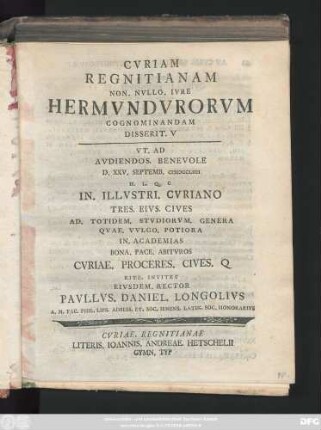 CVRIAM
REGNITIANAM
NON. NVLLO, IVRE
HERMVNDVRORVM
COGNOMINANDAM
DISSERIT. V
VT. AD
AVDIENDOS. BENEVOLE
D. XXV, SEPTEMB.
H. L. Q. C
IN. ILLVSTRI. CVRIANO
TRES. EIVS. CIVES
AD. TOTIDEM, STVDIORVM, GENERA
QVAE, VVLGO, POTIORA
IN. ACADEMIAS
BONA, PACE, ABITVROS
CVRIAE, PROCERES, CIVES. Q
RITE, INVITET
EIVSDEM, RECTOR
PAVLLVS, DANIEL, LONGOLIVS
CVRIAE, REGNITIANAE
LITERIS, IOANNIS, ANDREAE. HETSCHELII
GYMN, TYP